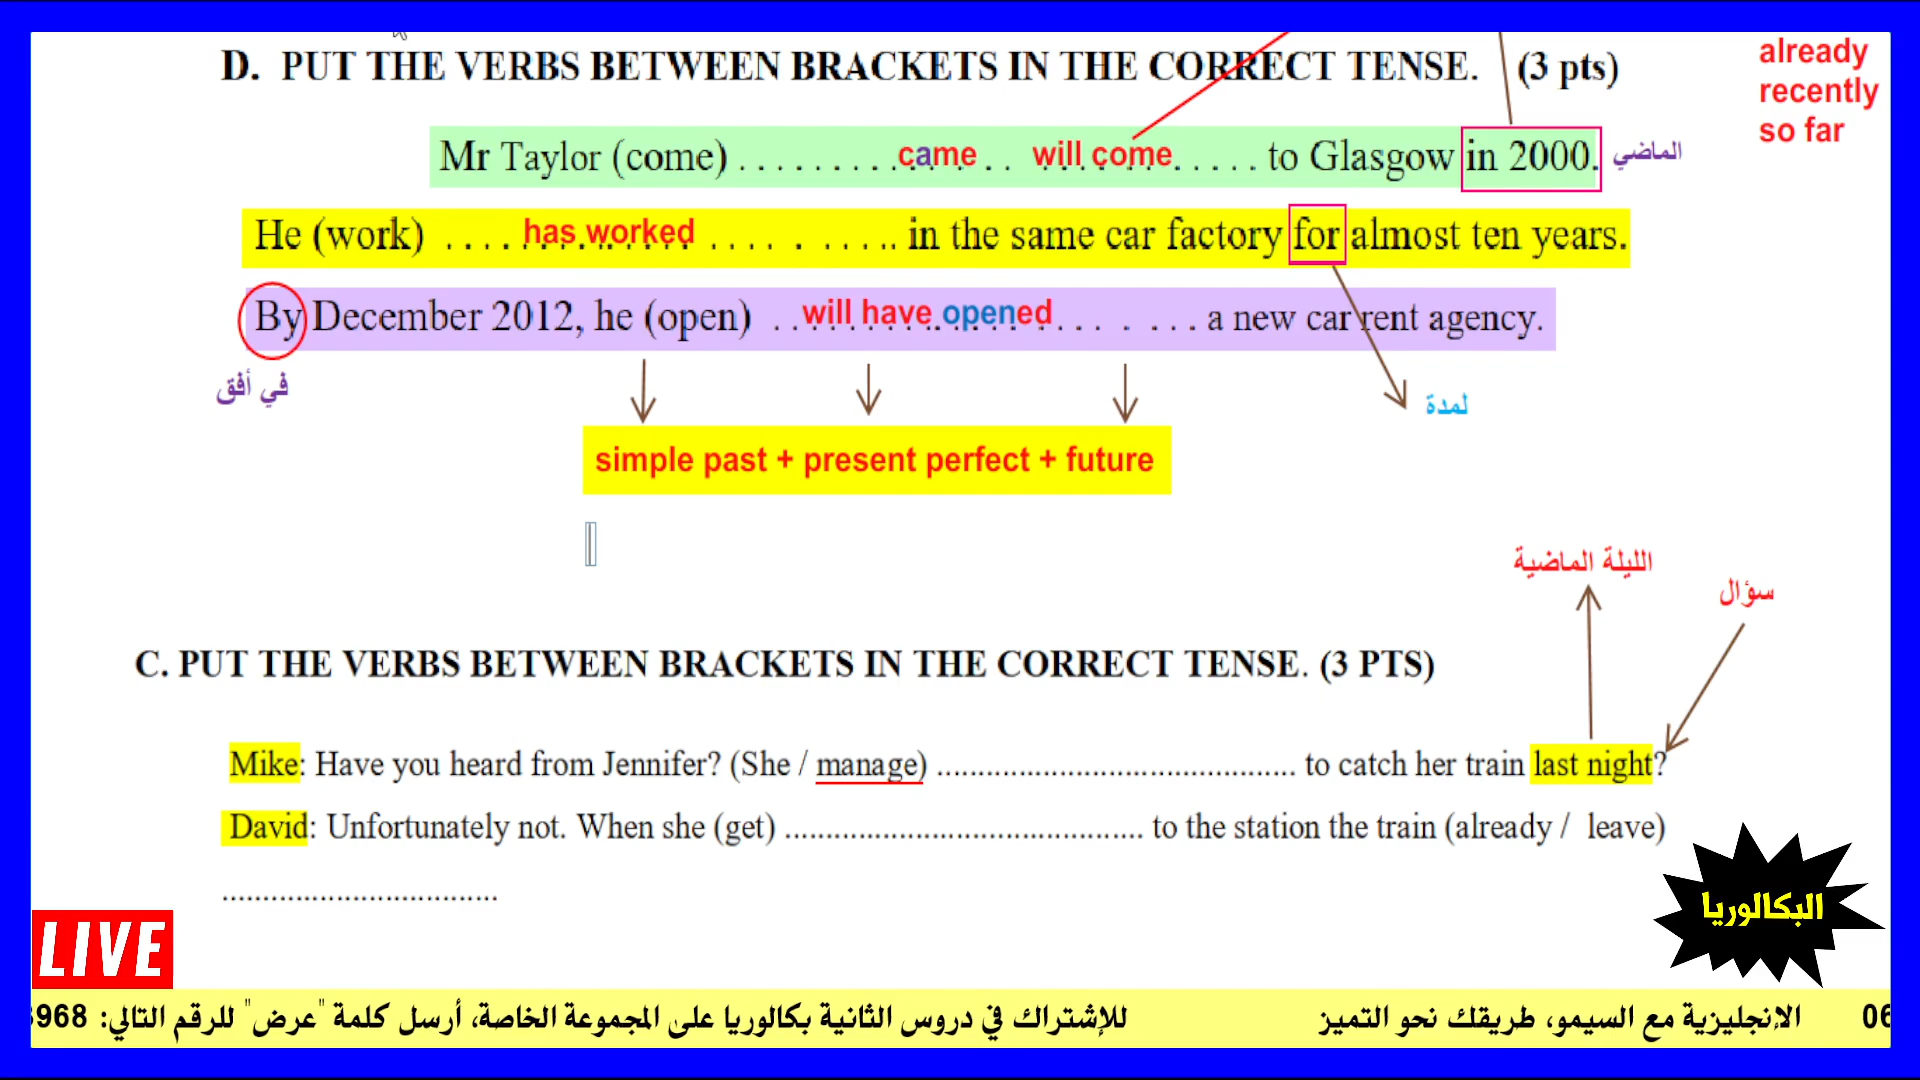 D. PUT THE VERBS BETWEEN BRACKETS IN THE CORRECT TENSE. (3 pts)
already
recently
so far
Mr Taylor (come) ......... came .. will come ..... to Glasgow in 2000. الماضي
He (work) .... has worked .... . ..... in the same car factory for almost ten years.
By December 2012, he (open) .. will have opened ... . ... a new car rent agency.
في أفق
لمدة
simple past + present perfect + future
الليلة الماضية
سؤال
C. PUT THE VERBS BETWEEN BRACKETS IN THE CORRECT TENSE. (3 PTS)
Mike: Have you heard from Jennifer? (She / manage) .......................................... to catch her train last night?
David: Unfortunately not. When she (get) .......................................... to the station the train (already / leave)
................................
البكالوريا
LIVE
06 الإنجليزية مع السيمو، طريقك نحو التميز للإشتراك في دروس الثانية بكالوريا على المجموعة الخاصة، أرسل كلمة "عرض" للرقم التالي: 968